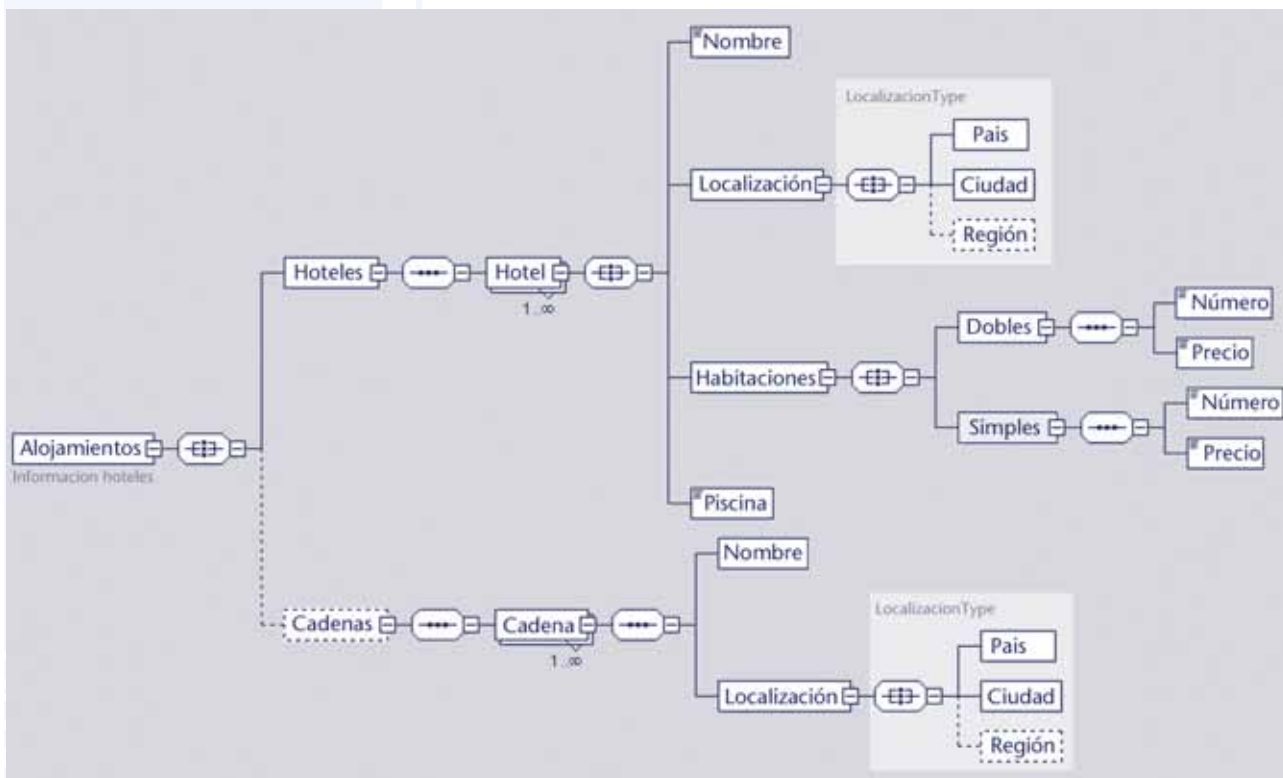 Nombre
LocalizacionType
Pais
Localización
Ciudad
Región
Hoteles
Hotel
1..∞
Número
Dobles
Precio
Habitaciones
Número
Simples
Precio
Alojamientos
Informacion hoteles
Piscina
Nombre
LocalizacionType
Cadenas
Cadena
1..∞
Pais
Localización
Ciudad
Región